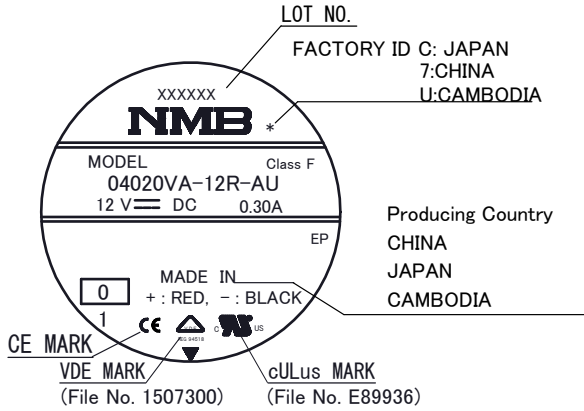 LOT NO.
FACTORY ID C: JAPAN
7:CHINA
U:CAMBODIA
XXXXXX
NMB *
MODEL Class F
04020VA-12R-AU
12 V DC 0.30A
EP
Producing Country
CHINA
JAPAN
CAMBODIA
MADE IN
0
+ : RED, - : BLACK
1
CE C US
CE MARK
VDE MARK
(File No. 1507300)
cULus MARK
(File No. E89936)